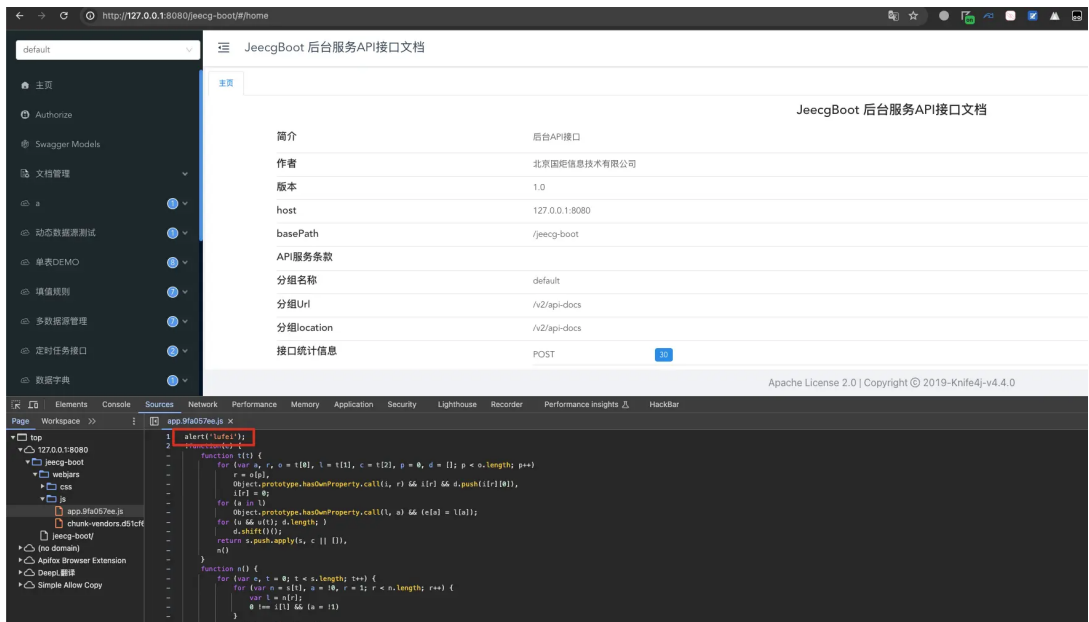 http://127.0.0.1:8080/jeecg-boot/#/home
default
JeecgBoot 后台服务API接口文档
主页
主页
Authorize
Swagger Models
文档管理
a 1
动态数据源测试 1
单表DEMO 8
填值规则 7
多数据源管理 7
定时任务接口 2
数据字典 1
JeecgBoot 后台服务API接口文档
简介 后台API接口
作者 北京国炬信息技术有限公司
版本 1.0
host 127.0.0.1:8080
basePath /jeecg-boot
API服务条款
分组名称 default
分组Url /v2/api-docs
分组location /v2/api-docs
接口统计信息 POST 30
Apache License 2.0 | Copyright © 2019-Knife4j-v4.4.0
Elements Console Sources Network Performance Memory Application Security Lighthouse Recorder Performance insights HackBar
Page Workspace >> app.9fa057ee.js ×
top
127.0.0.1:8080
jeecg-boot
webjars
css
js
app.9fa057ee.js
chunk-vendors.d51cf6
jeecg-boot/
(no domain)
Apifox Browser Extension
DeepL翻译
Simple Allow Copy
1 alert('lufei');
2 !function(e) {
function t(t) {
for (var a, r, o = t[0], l = t[1], c = t[2], p = 0, d = []; p < o.length; p++)
r = o[p],
Object.prototype.hasOwnProperty.call(i, r) && i[r] && d.push(i[r][0]),
i[r] = 0;
for (a in l)
Object.prototype.hasOwnProperty.call(l, a) && (e[a] = l[a]);
for (u && u(t); d.length; )
d.shift()();
return s.push.apply(s, c || []),
n()
}
function n() {
for (var e, t = 0; t < s.length; t++) {
for (var n = s[t], a = !0, r = 1; r < n.length; r++) {
var l = n[r];
0 !== i[l] && (a = !1)
}